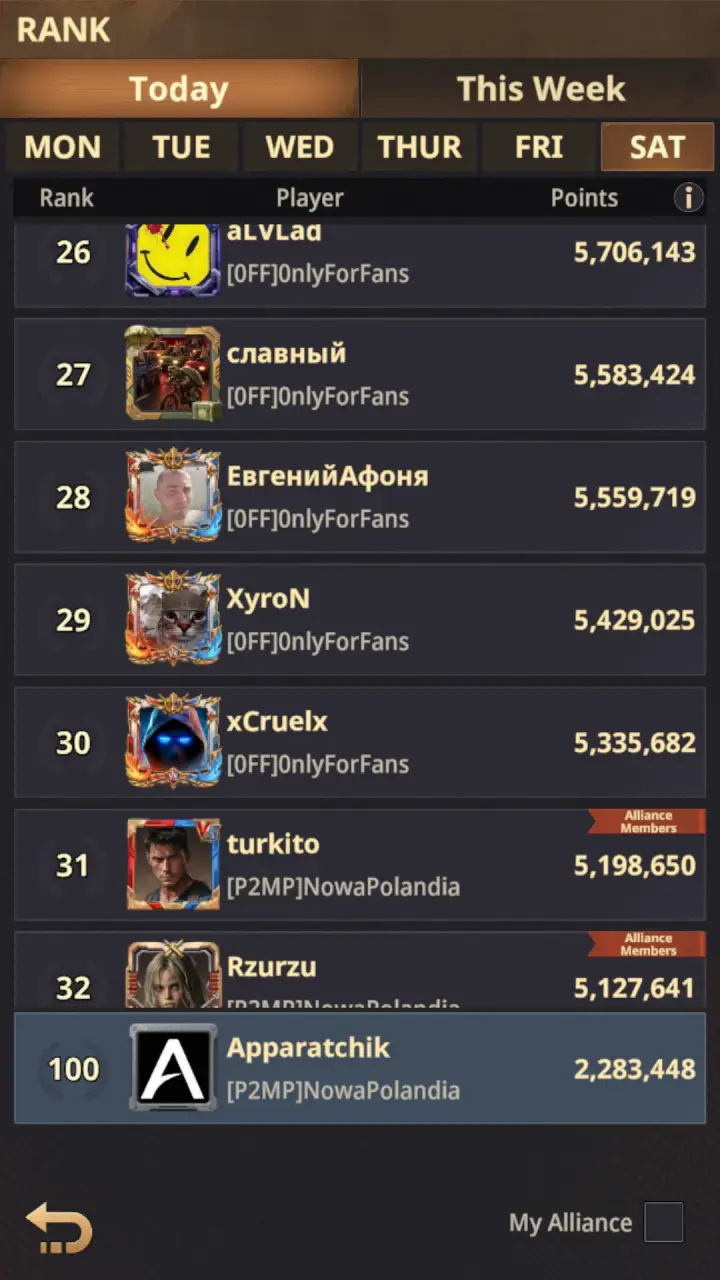 RANK
Today
This Week
MON TUE WED THUR FRI SAT
Rank Player Points i
26 aLVLad 5,706,143
[0FF]0nlyForFans
27 славный 5,583,424
[0FF]0nlyForFans
28 ЕвгенийАфоня 5,559,719
[0FF]0nlyForFans
29 XyroN 5,429,025
[0FF]0nlyForFans
30 xCruelx 5,335,682
[0FF]0nlyForFans
Alliance
Members
31 turkito 5,198,650
[P2MP]NowaPolandia
Alliance
Members
32 Rzurzu 5,127,641
[P2MP]NowaPolandia
100 Apparatchik 2,283,448
[P2MP]NowaPolandia
My Alliance